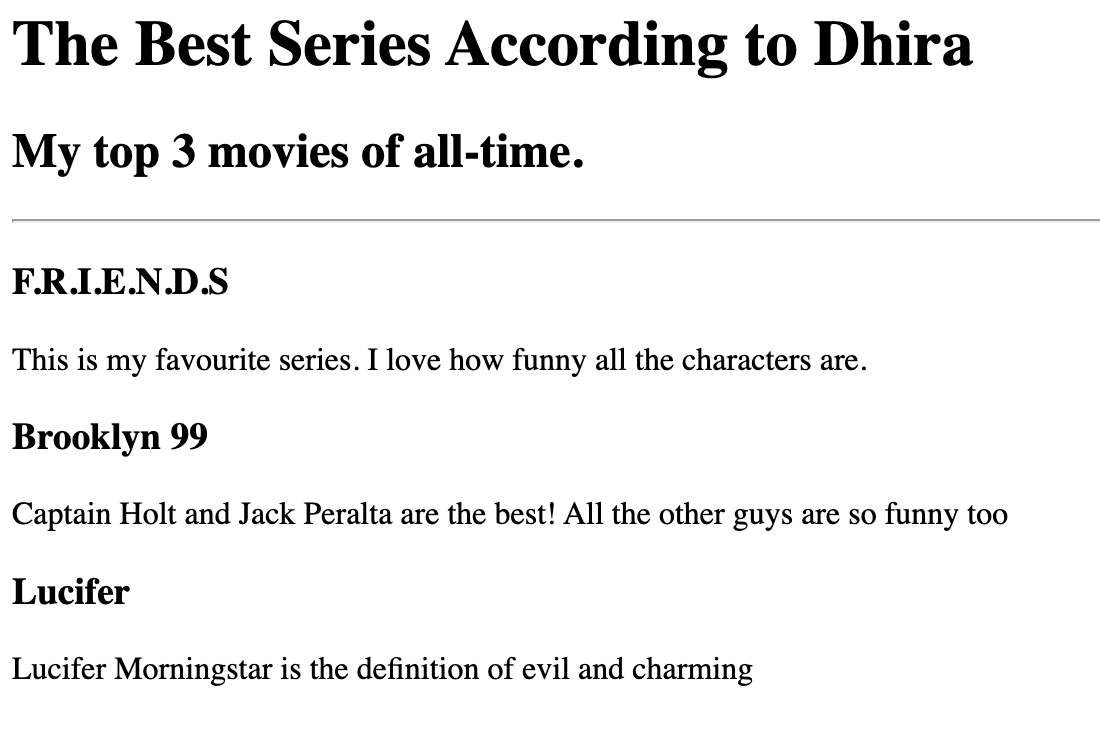 The Best Series According to Dhira
My top 3 movies of all-time.
F.R.I.E.N.D.S
This is my favourite series. I love how funny all the characters are.
Brooklyn 99
Captain Holt and Jack Peralta are the best! All the other guys are so funny too
Lucifer
Lucifer Morningstar is the definition of evil and charming